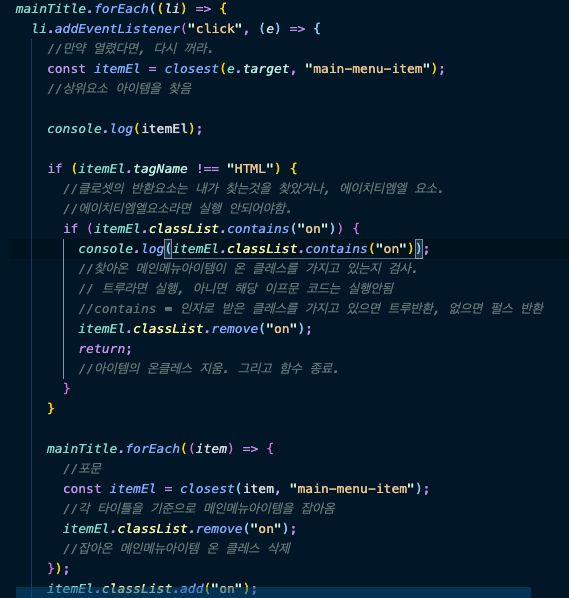 mainTitle.forEach((li) => {
li.addEventListener("click", (e) => {
//만약 열렸다면, 다시 꺼라.
const itemEl = closest(e.target, "main-menu-item");
//상위요소 아이템을 찾음
console.log(itemEl);
if (itemEl.tagName !== "HTML") {
//클로셋의 반환요소는 내가 찾는것을 찾았거나, 에이치티엠엘 요소.
//에이치티엠엘요소라면 실행 안되어야함.
if (itemEl.classList.contains("on")) {
console.log(itemEl.classList.contains("on"));
//찾아온 메인메뉴아이템이 온 클레스를 가지고 있는지 검사.
// 트루라면 실행, 아니면 해당 이프문 코드는 실행안됨
//contains = 인자로 받은 클레스를 가지고 있으면 트루반환, 없으면 펄스 반환
itemEl.classList.remove("on");
return;
//아이템의 온클레스 지움. 그리고 함수 종료.
}
}
mainTitle.forEach((item) => {
//포문
const itemEl = closest(item, "main-menu-item");
//각 타이틀을 기준으로 메인메뉴아이템을 잡아옴
itemEl.classList.remove("on");
//잡아온 메인메뉴아이템 온 클레스 삭제
});
itemEl.classList.add("on");